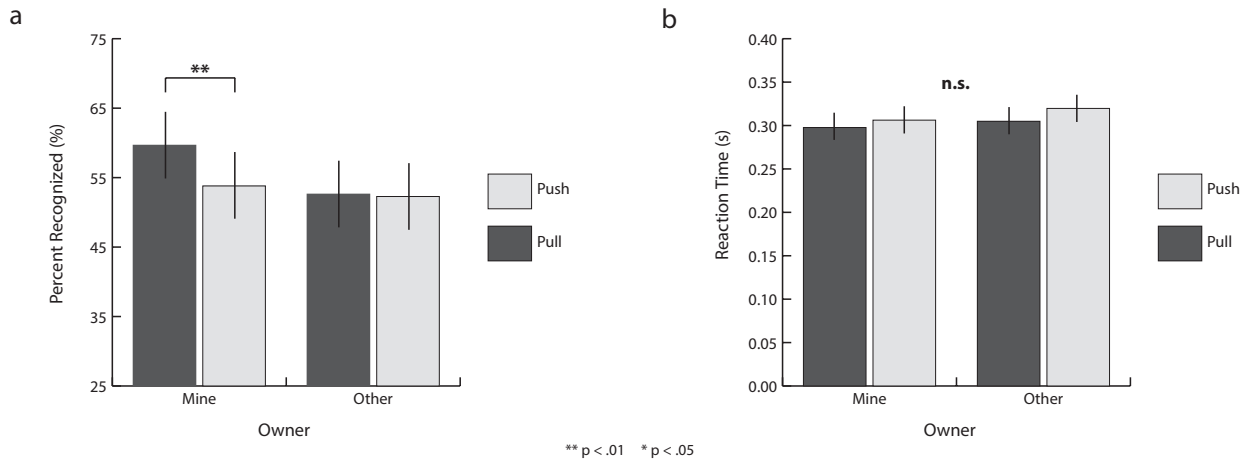 a
75
65
55
45
35
25
Percent Recognized (%)
**
Mine
Other
Owner
Push
Pull
b
0.40
0.35
0.30
0.25
0.20
0.15
0.10
0.05
0.00
Reaction Time (s)
n.s.
Mine
Other
Owner
Push
Pull
** p < .01 * p < .05